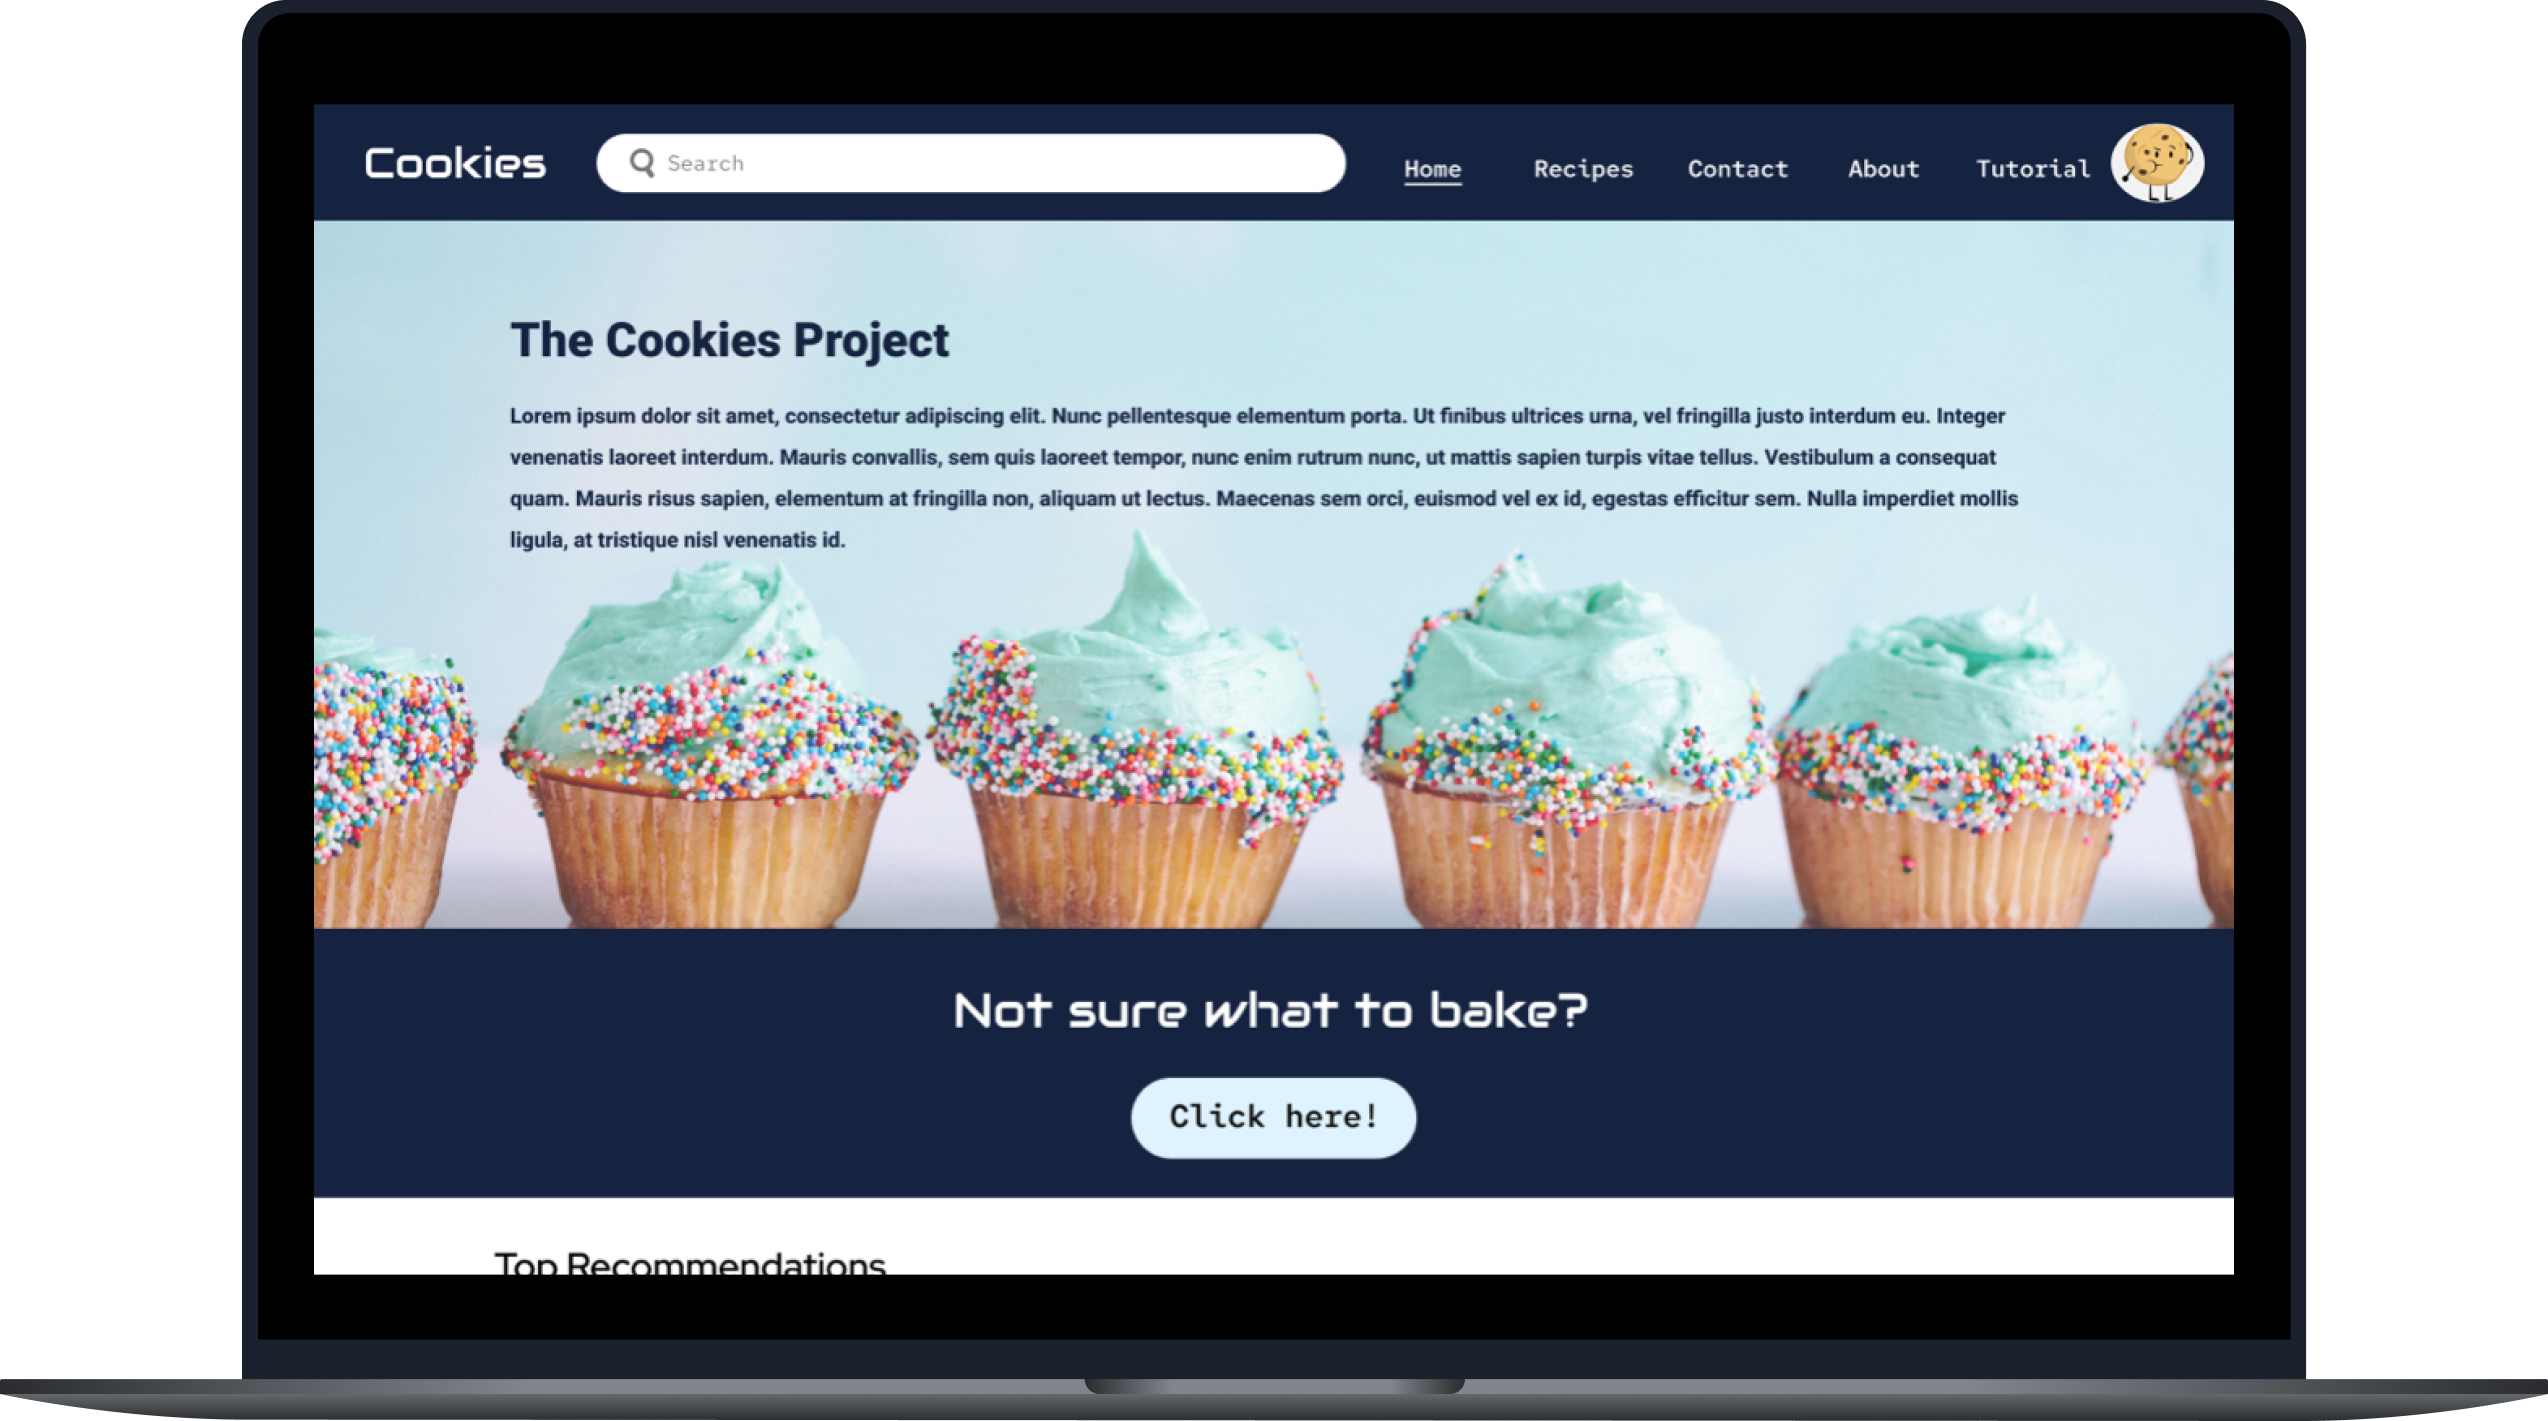 Cookies
Search
Home
Recipes
Contact
About
Tutorial
The Cookies Project
Lorem ipsum dolor sit amet, consectetur adipiscing elit. Nunc pellentesque elementum porta. Ut finibus ultrices urna, vel fringilla justo interdum eu. Integer
venenatis laoreet interdum. Mauris convallis, sem quis laoreet tempor, nunc enim rutrum nunc, ut mattis sapien turpis vitae tellus. Vestibulum a consequat
quam. Mauris risus sapien, elementum at fringilla non, aliquam ut lectus. Maecenas sem orci, euismod vel ex id, egestas efficitur sem. Nulla imperdiet mollis
ligula, at tristique nisl venenatis id.
Not sure what to bake?
Click here!
Top Recommendations